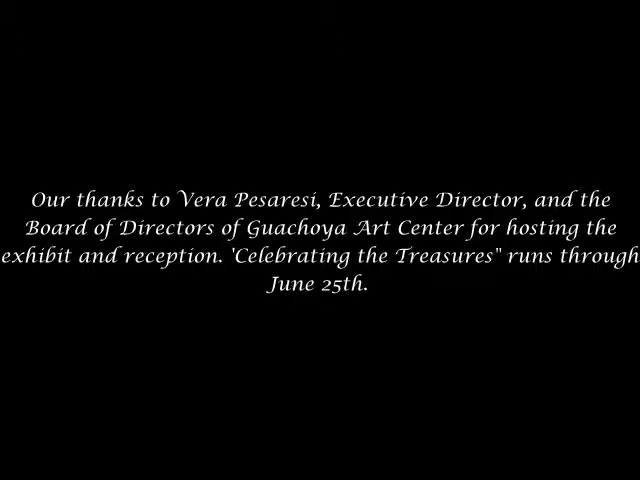 Our thanks to Vera Pesaresi, Executive Director, and the
Board of Directors of Guachoya Art Center for hosting the
exhibit and reception. 'Celebrating the Treasures" runs through
June 25th.